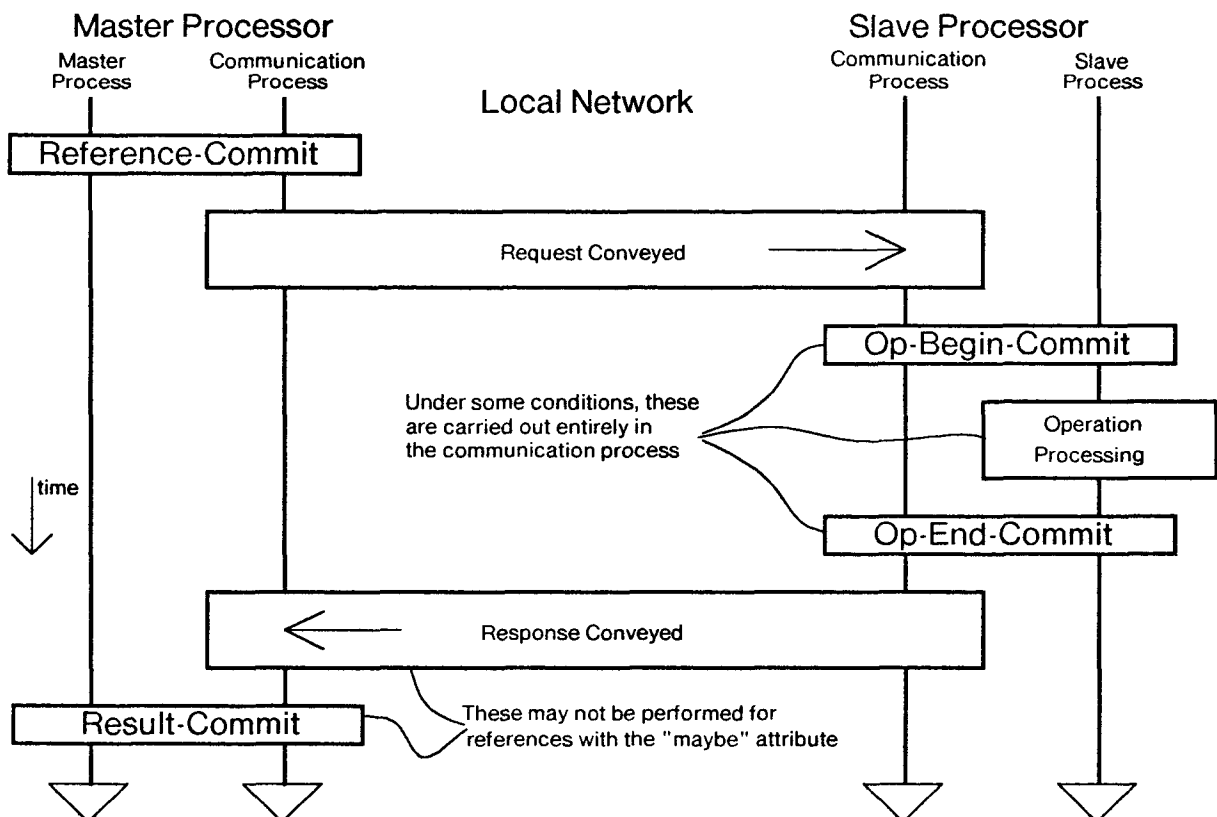 Master Processor
Slave Processor
Master
Process
Communication
Process
Communication
Process
Slave
Process
Local Network
Reference-Commit
Request Conveyed
Op-Begin-Commit
Under some conditions, these
are carried out entirely in
the communication process
Operation
Processing
time
Op-End-Commit
Response Conveyed
Result-Commit
These may not be performed for
references with the "maybe" attribute